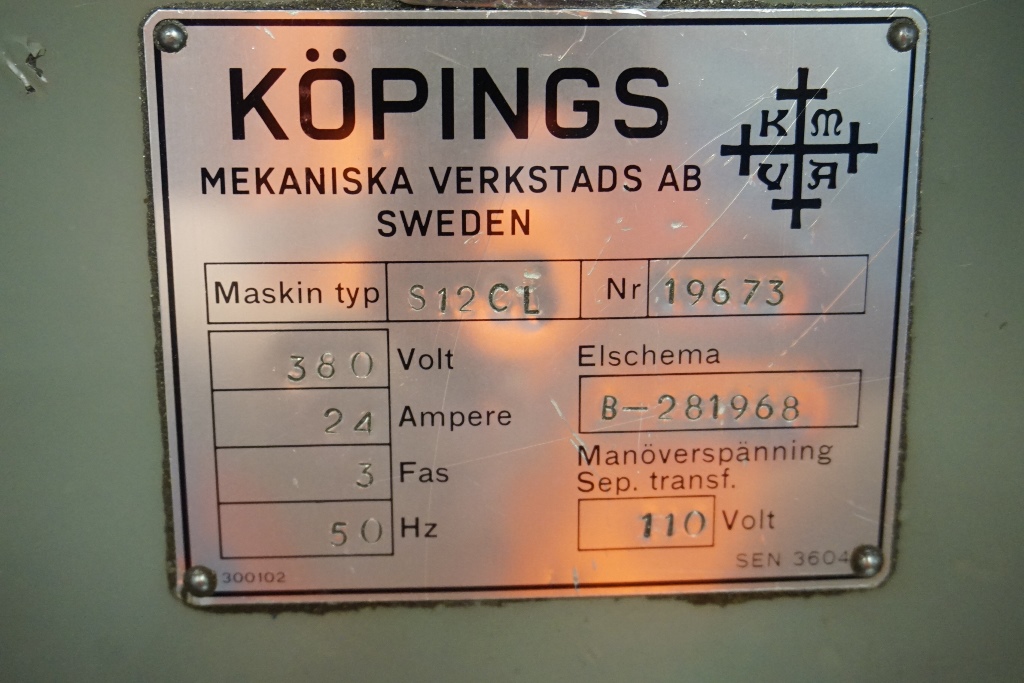 KÖPINGS
MEKANISKA VERKSTADS AB
SWEDEN
K M
V A
Maskin typ S12CL Nr 19673
380 Volt
24 Ampere
3 Fas
50 Hz
Elschema
B-281968
Manöverspänning
Sep. transf.
110 Volt
SEN 3604
300102